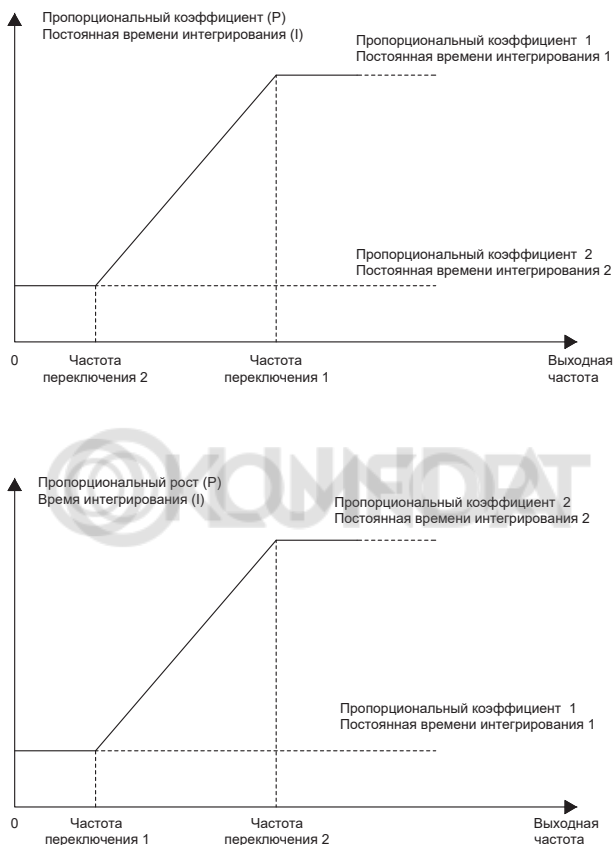 Пропорциональный коэффициент (P)
Постоянная времени интегрирования (I)
Пропорциональный коэффициент 1
Постоянная времени интегрирования 1
Пропорциональный коэффициент 2
Постоянная времени интегрирования 2
0
Частота
переключения 2
Частота
переключения 1
Выходная
частота
KOMFORT
Пропорциональный рост (P)
Время интегрирования (I)
Пропорциональный коэффициент 2
Постоянная времени интегрирования 2
Пропорциональный коэффициент 1
Постоянная времени интегрирования 1
0
Частота
переключения 1
Частота
переключения 2
Выходная
частота